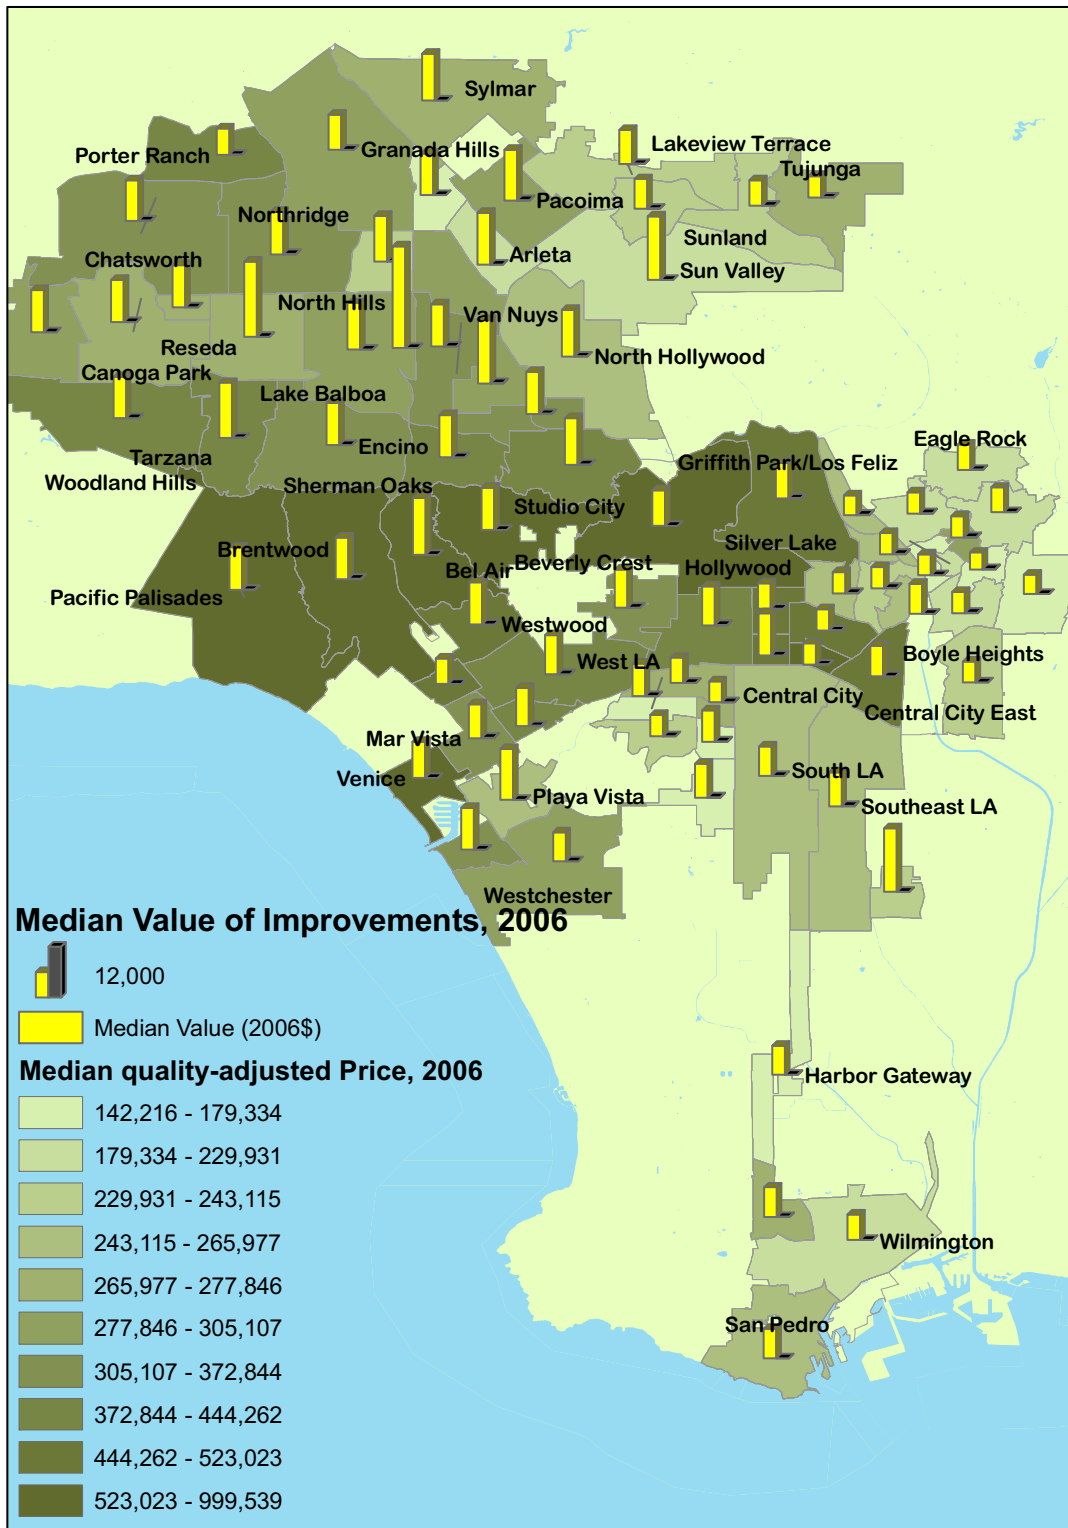 Sylmar
Lakeview Terrace
Porter Ranch
Granada Hills
Tujunga
Pacoima
Northridge
Sunland
Chatsworth
Arleta
Sun Valley
North Hills
Van Nuys
Reseda
North Hollywood
Canoga Park
Lake Balboa
Eagle Rock
Tarzana
Encino
Griffith Park/Los Feliz
Woodland Hills
Sherman Oaks
Studio City
Brentwood
Silver Lake
Bel Air
Beverly Crest
Hollywood
Pacific Palisades
Westwood
West LA
Boyle Heights
Central City
Central City East
Mar Vista
Venice
South LA
Playa Vista
Southeast LA
Westchester
Median Value of Improvements, 2006
12,000
Median Value (2006$)
Median quality-adjusted Price, 2006
Harbor Gateway
142,216 - 179,334
179,334 - 229,931
229,931 - 243,115
243,115 - 265,977
Wilmington
265,977 - 277,846
277,846 - 305,107
San Pedro
305,107 - 372,844
372,844 - 444,262
444,262 - 523,023
523,023 - 999,539